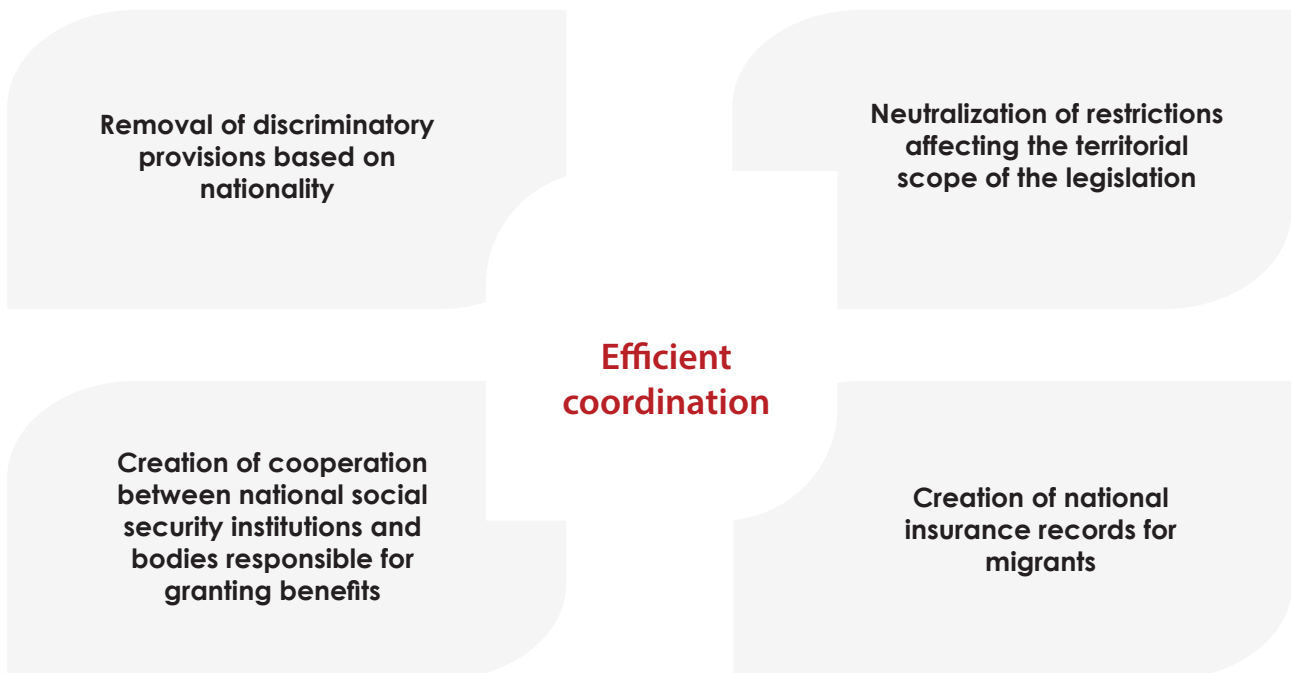 Removal of discriminatory
provisions based on
nationality
Neutralization of restrictions
affecting the territorial
scope of the legislation
Efficient
coordination
Creation of cooperation
between national social
security institutions and
bodies responsible for
granting benefits
Creation of national
insurance records for
migrants